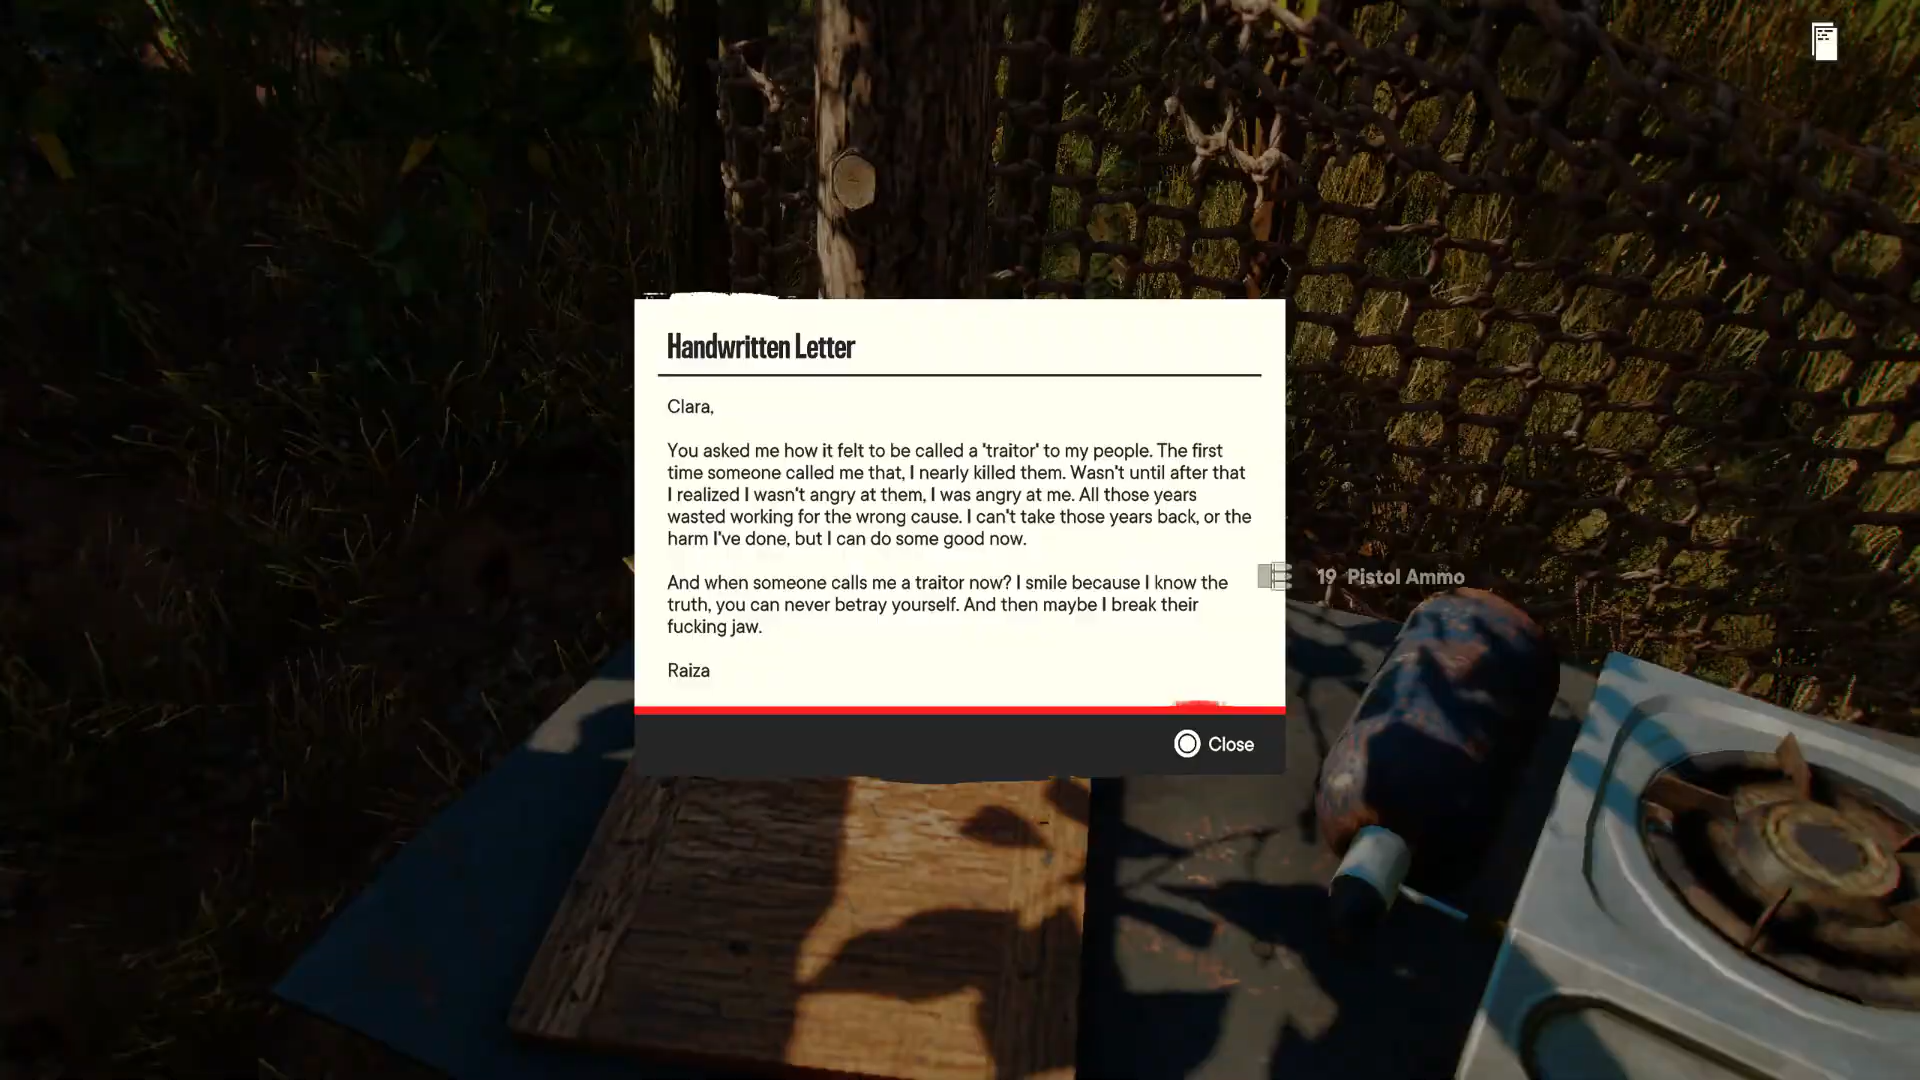 Handwritten Letter
Clara,
You asked me how it felt to be called a 'traitor' to my people. The first
time someone called me that, I nearly killed them. Wasn't until after that
I realized I wasn't angry at them, I was angry at me. All those years
wasted working for the wrong cause. I can't take those years back, or the
harm I've done, but I can do some good now.
And when someone calls me a traitor now? I smile because I know the
truth, you can never betray yourself. And then maybe I break their
fucking jaw.
Raiza
19 Pistol Ammo
Close